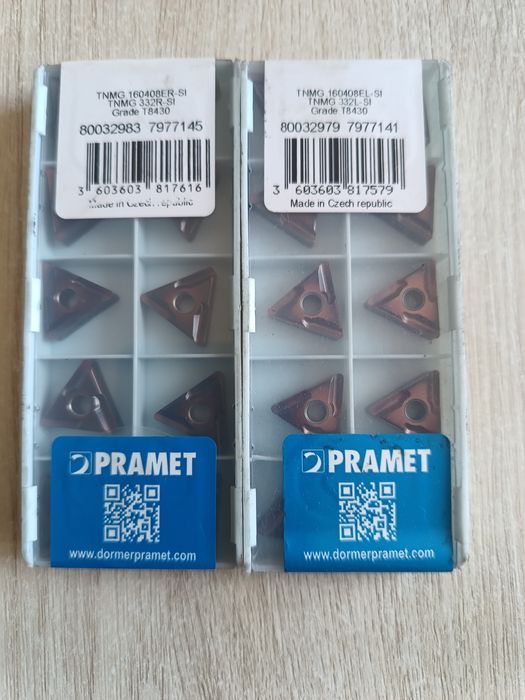 TNMG 160408ER-SI
TNMG 332R-SI
Grade T8430
80032983 7977145
3 603603 817616
Made in Czech republic
PRAMET
www.dormerpramet.com
TNMG 160408EL-SI
TNMG 332L-SI
Grade T8430
80032979 7977141
3 603603 817579
Made in Czech republic
PRAMET
www.dormerpramet.com